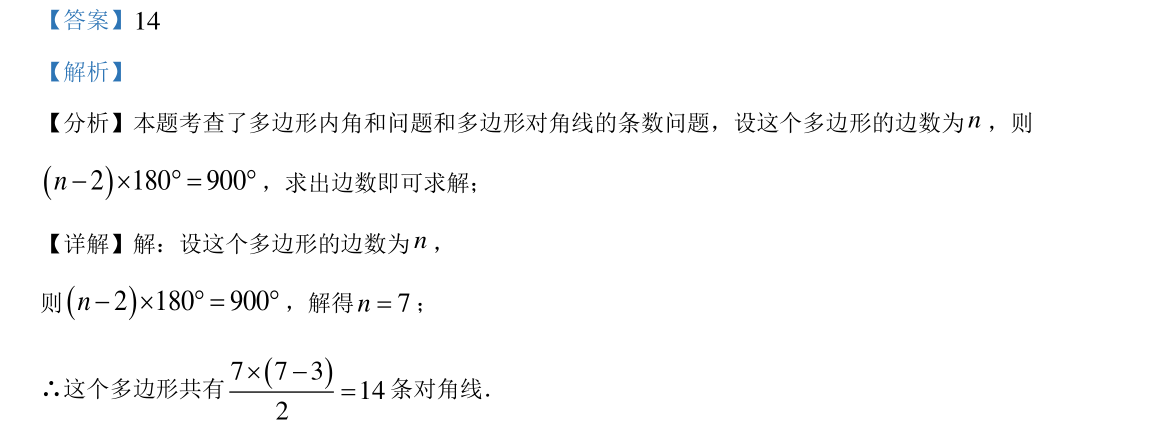 【答案】14
【解析】
【分析】本题考查了多边形内角和问题和多边形对角线的条数问题，设这个多边形的边数为n，则
(n−2)×180°=900°，求出边数即可求解；
【详解】解：设这个多边形的边数为n，
则(n−2)×180°=900°，解得n=7；
∴这个多边形共有\frac{7×(7−3)}{2}=14条对角线．